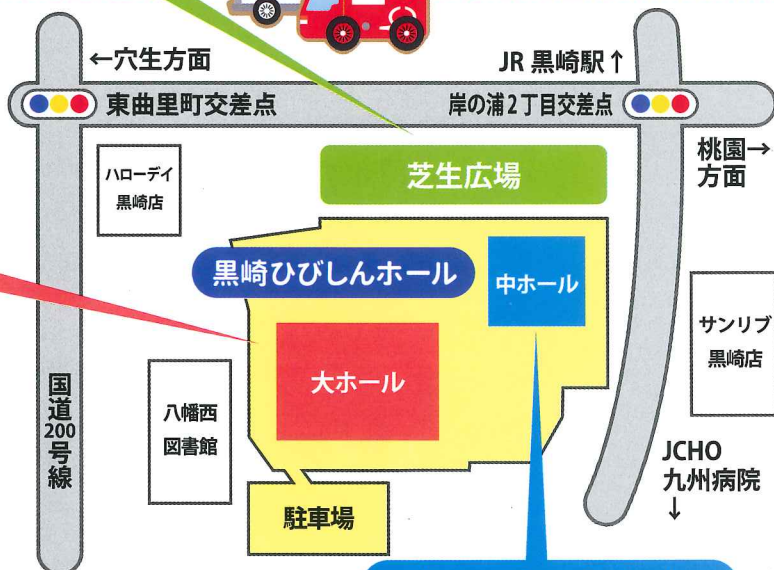 ←穴生方面
JR 黒崎駅↑
東曲里町交差点
岸の浦2丁目交差点
桃園→
方面
ハローデイ
黒崎店
芝生広場
黒崎ひびしんホール
中ホール
サンリブ
黒崎店
大ホール
国道200号線
八幡西
図書館
JCHO
九州病院
↓
駐車場